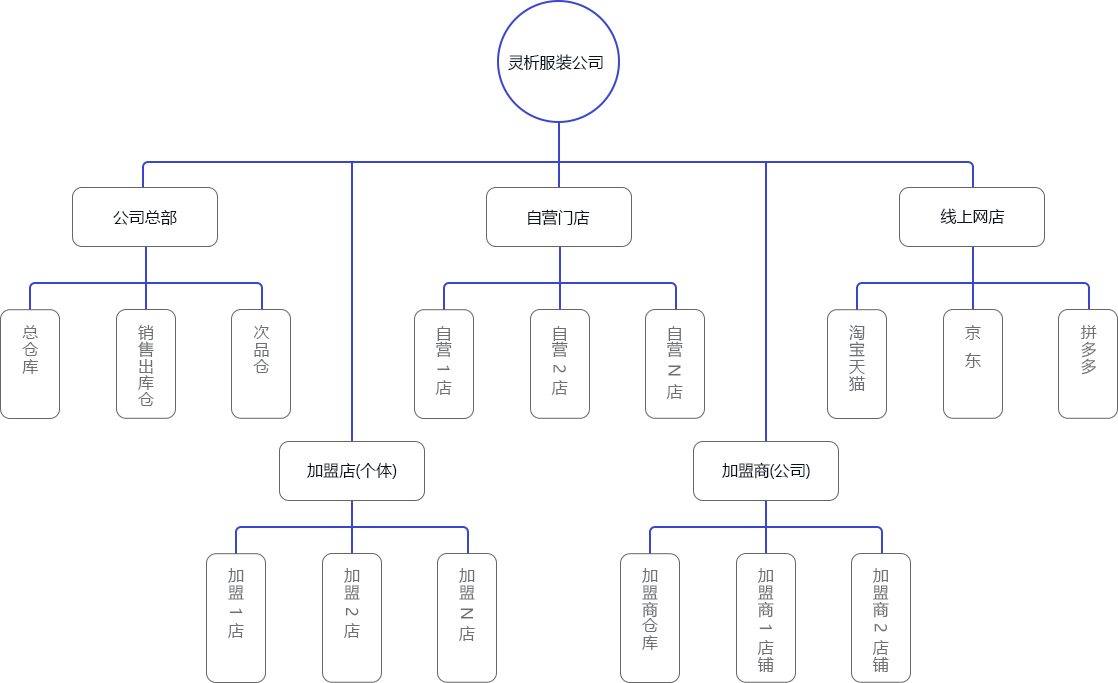 灵析服装公司
公司总部
自营门店
线上网店
总仓库
销售出库仓
次品仓
自营1店
自营2店
自营N店
淘宝天猫
京东
拼多多
加盟店(个体)
加盟商(公司)
加盟1店
加盟2店
加盟N店
加盟商仓库
加盟商1店铺
加盟商2店铺